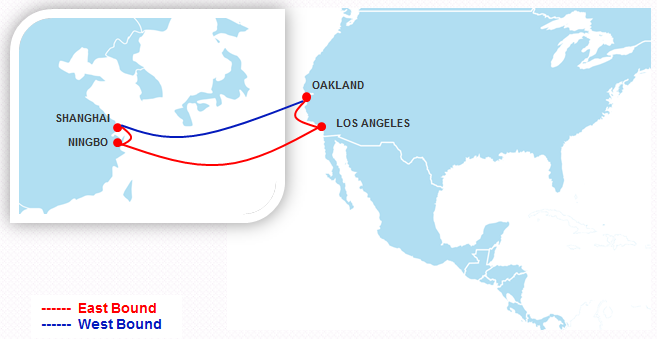 OAKLAND
SHANGHAI
LOS ANGELES
NINGBO
------ East Bound
------ West Bound